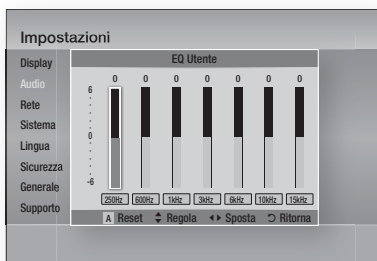 Impostazioni
Display
Audio
Rete
Sistema
Lingua
Sicurezza
Generale
Supporto
EQ Utente
0 0 0 0 0 0 0
6
0
-6
250Hz 600Hz 1kHz 3kHz 6kHz 10kHz 15kHz
A Reset Regola Sposta Ritorna